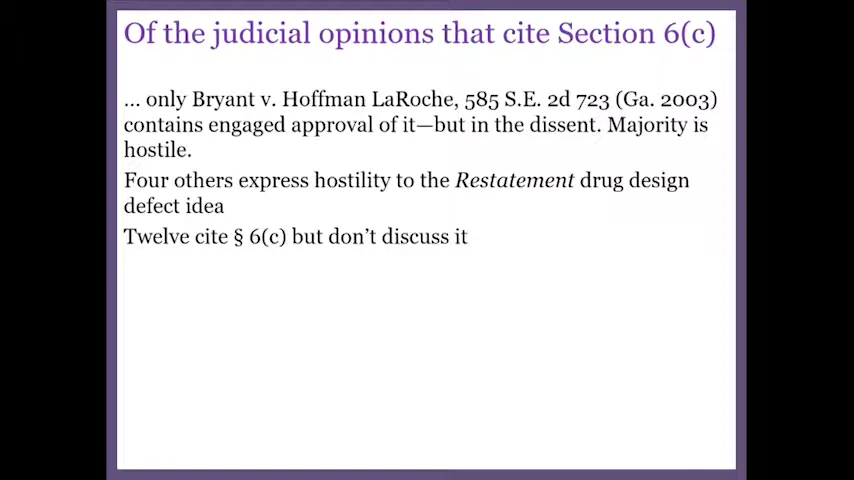 Of the judicial opinions that cite Section 6(c)
... only Bryant v. Hoffman LaRoche, 585 S.E. 2d 723 (Ga. 2003)
contains engaged approval of it—but in the dissent. Majority is
hostile.
Four others express hostility to the Restatement drug design
defect idea
Twelve cite § 6(c) but don't discuss it